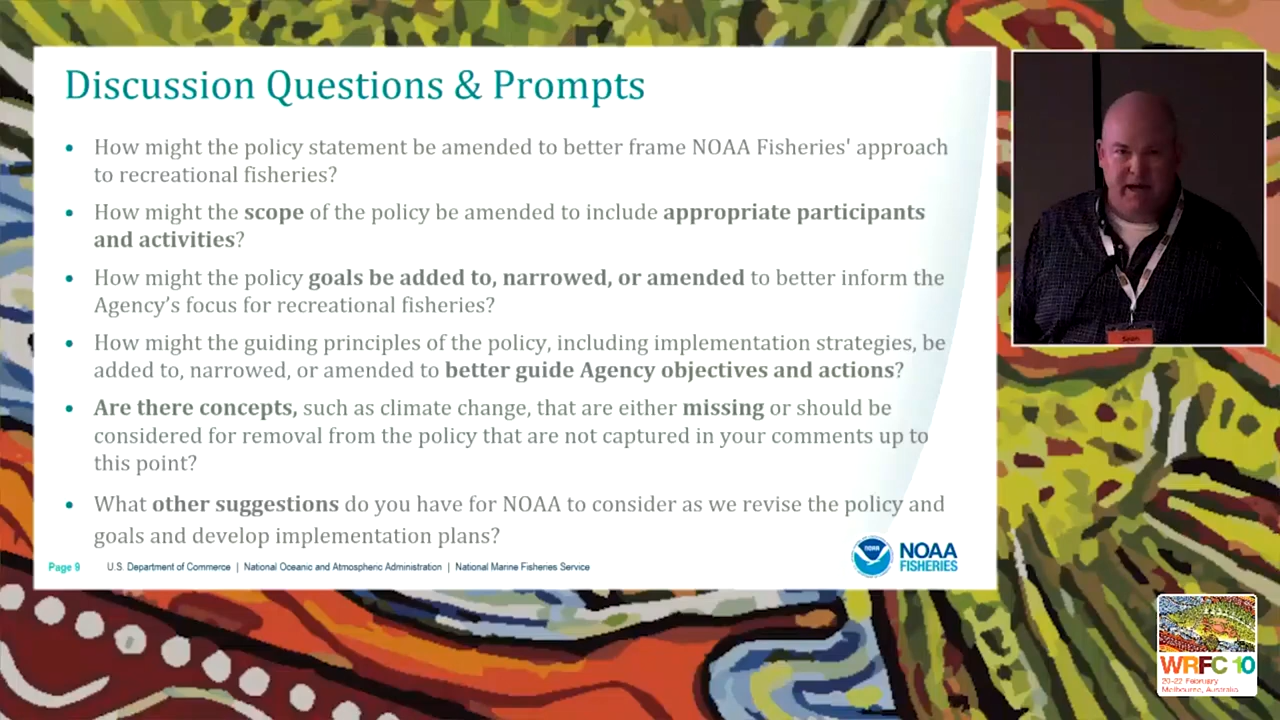 Discussion Questions & Prompts
• How might the policy statement be amended to better frame NOAA Fisheries' approach
to recreational fisheries?
• How might the scope of the policy be amended to include appropriate participants
and activities?
• How might the policy goals be added to, narrowed, or amended to better inform the
Agency's focus for recreational fisheries?
• How might the guiding principles of the policy, including implementation strategies, be
added to, narrowed, or amended to better guide Agency objectives and actions?
• Are there concepts, such as climate change, that are either missing or should be
considered for removal from the policy that are not captured in your comments up to
this point?
• What other suggestions do you have for NOAA to consider as we revise the policy and
goals and develop implementation plans?
Page 9 U.S. Department of Commerce | National Oceanic and Atmospheric Administration | National Marine Fisheries Service
NOAA
NOAA
FISHERIES
Sean
WRFC 10
20-22 February
Melbourne, Australia